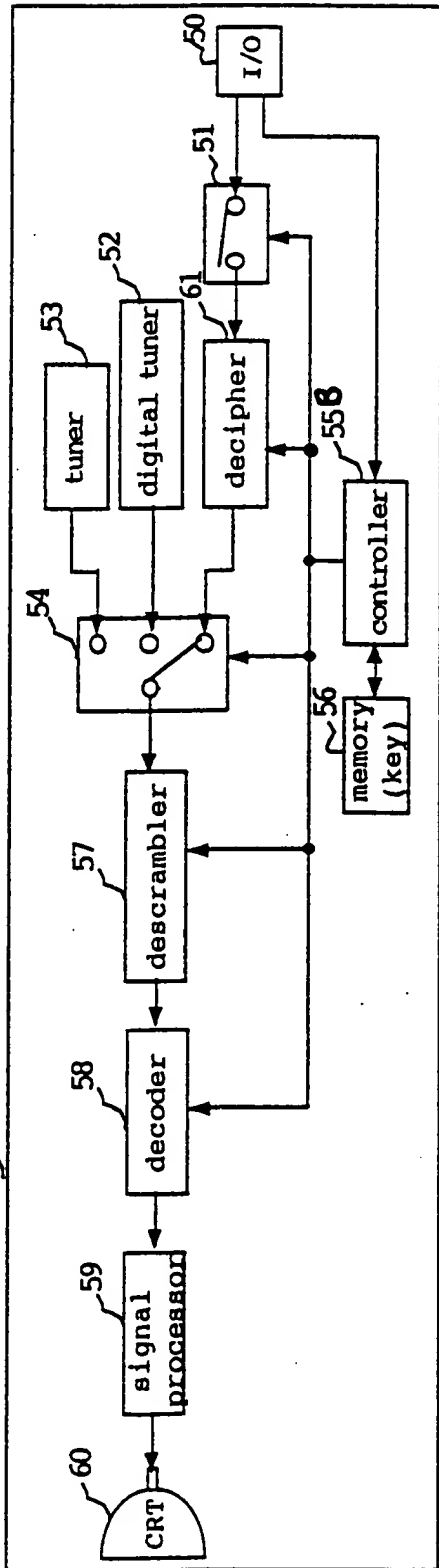 60
CRT
59
signal
processor
58
decoder
57
descrambler
54
53
tuner
52
digital tuner
61
decipher
51
50
I/O
56
memory
(key)
55B
controller